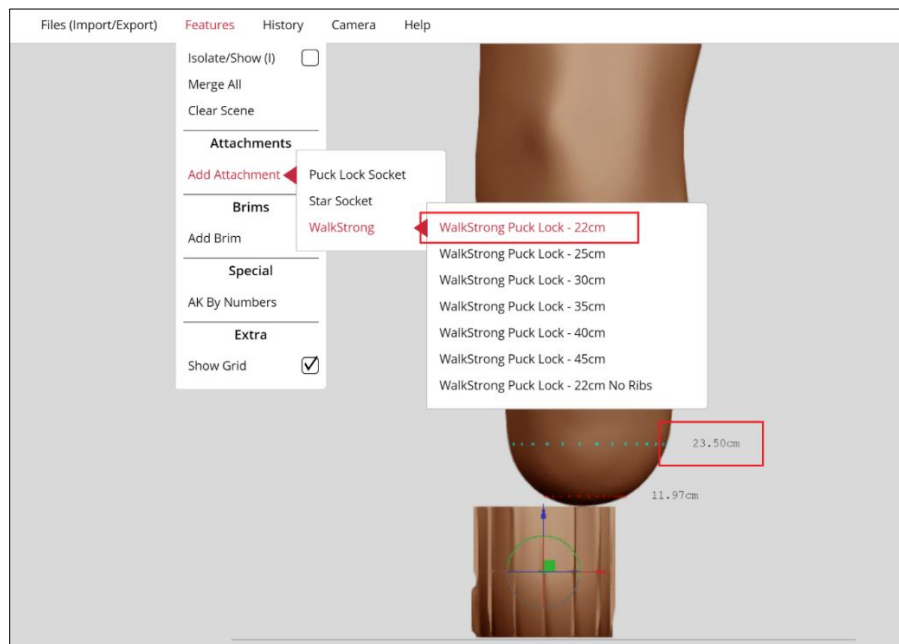 Files (Import/Export) Features History Camera Help
Isolate/Show (I)
Merge All
Clear Scene
Attachments
Add Attachment
Puck Lock Socket
Star Socket
WalkStrong
WalkStrong Puck Lock - 22cm
WalkStrong Puck Lock - 25cm
WalkStrong Puck Lock - 30cm
WalkStrong Puck Lock - 35cm
WalkStrong Puck Lock - 40cm
WalkStrong Puck Lock - 45cm
WalkStrong Puck Lock - 22cm No Ribs
Brims
Add Brim
Special
AK By Numbers
Extra
Show Grid
23.50cm
11.97cm